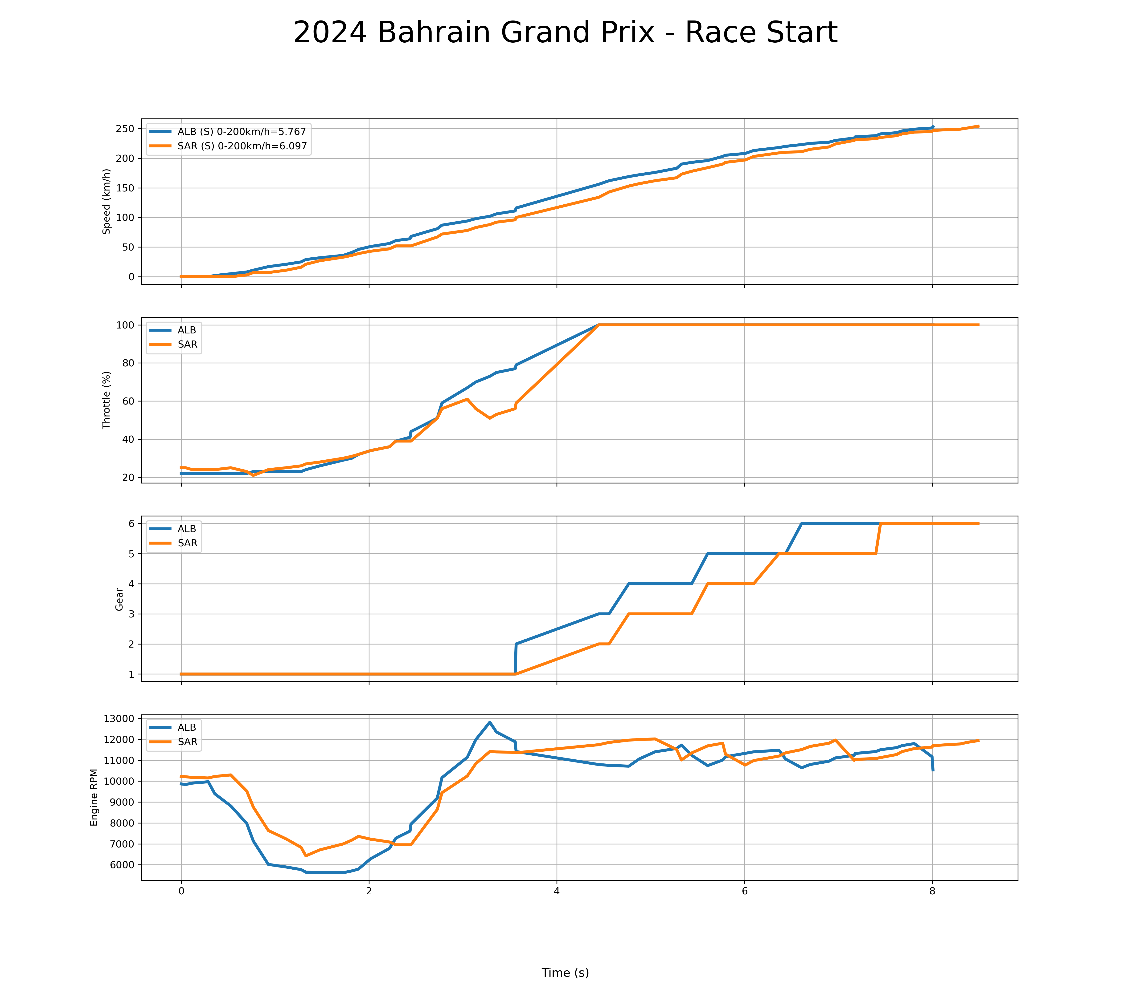 2024 Bahrain Grand Prix - Race Start
Speed (km/h)
250
200
150
100
50
0
ALB (S) 0-200km/h=5.767
SAR (S) 0-200km/h=6.097
Throttle (%)
100
80
60
40
20
ALB
SAR
Gear
6
5
4
3
2
1
ALB
SAR
Engine RPM
13000
12000
11000
10000
9000
8000
7000
6000
ALB
SAR
0 2 4 6 8
Time (s)